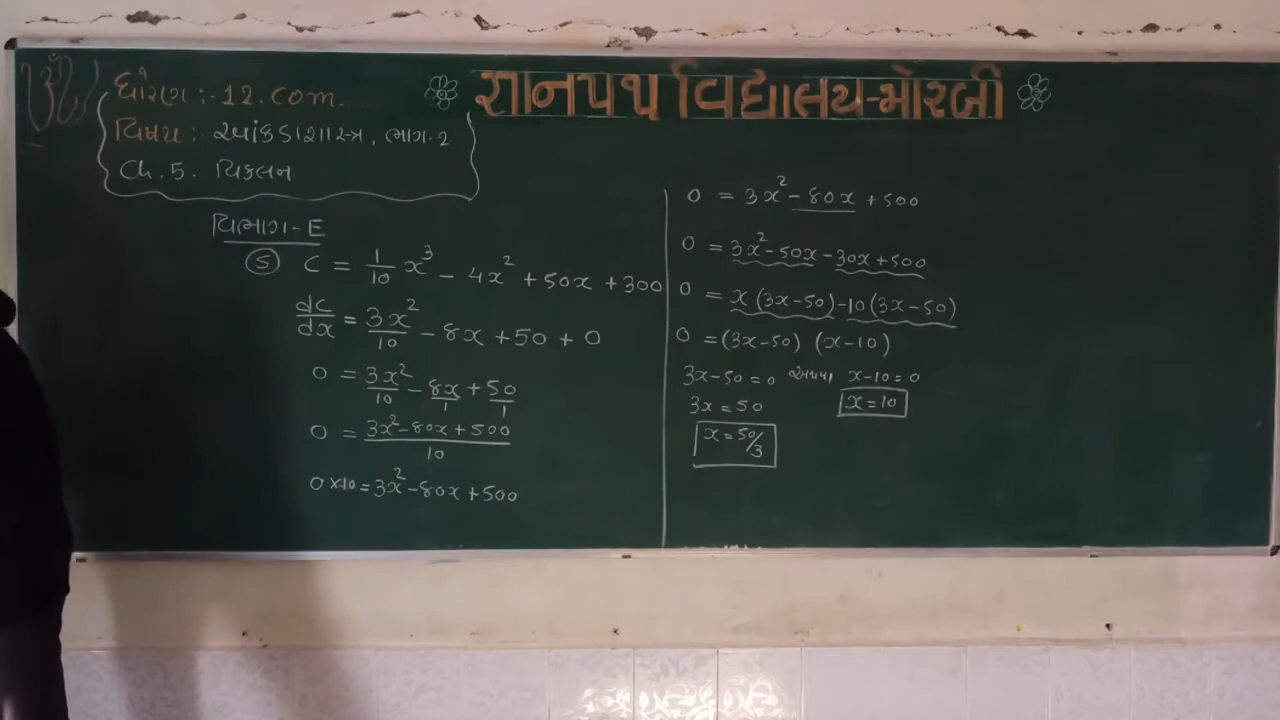 ૐ
જ્ઞાનપથ વિદ્યાલય-મોરબી
ધોરણ :- 12.com....
વિષય :- આંકડાશાસ્ત્ર, ભાગ-2
Ch. 5. વિકલન
વિભાગ-E
(5) C = 1/10 x³ - 4x² + 50x + 300
dc/dx = 3x²/10 - 8x + 50 + 0
0 = 3x²/10 - 8x/1 + 50/1
0 = (3x² - 80x + 500)/10
0 × 10 = 3x² - 80x + 500
0 = 3x² - 80x + 500
0 = 3x² - 50x - 30x + 500
0 = x(3x-50) - 10(3x-50)
0 = (3x-50) (x-10)
3x-50 = 0 અથવા x-10 = 0
3x = 50 x = 10
x = 50/3